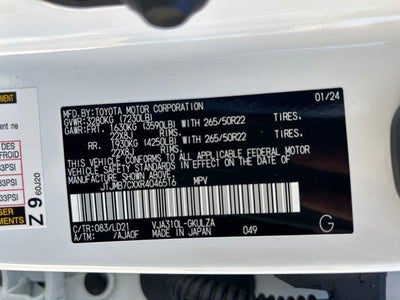 MFD.BY:TOYOTA MOTOR CORPORATION 01/24
GVWR:3280KG (7230LB)
GAWR:FRT. 1630KG (3590LB) WITH 265/50R22 TIRES,
22X8J RIMS.
RR. 1930KG (4250LB) WITH 265/50R22 TIRES,
22X8J RIMS.
THIS VEHICLE CONFORMS TO ALL APPLICABLE FEDERAL MOTOR
VEHICLE SAFETY STANDARDS IN EFFECT ON THE DATE OF
MANUFACTURE SHOWN ABOVE.
JTJMB7CXXR4046516 MPV
C/TR:083/LD21 VJA310L-GKULZA
A/TM: /AJA0F MADE IN JAPAN 049 G
Z 9 60J20